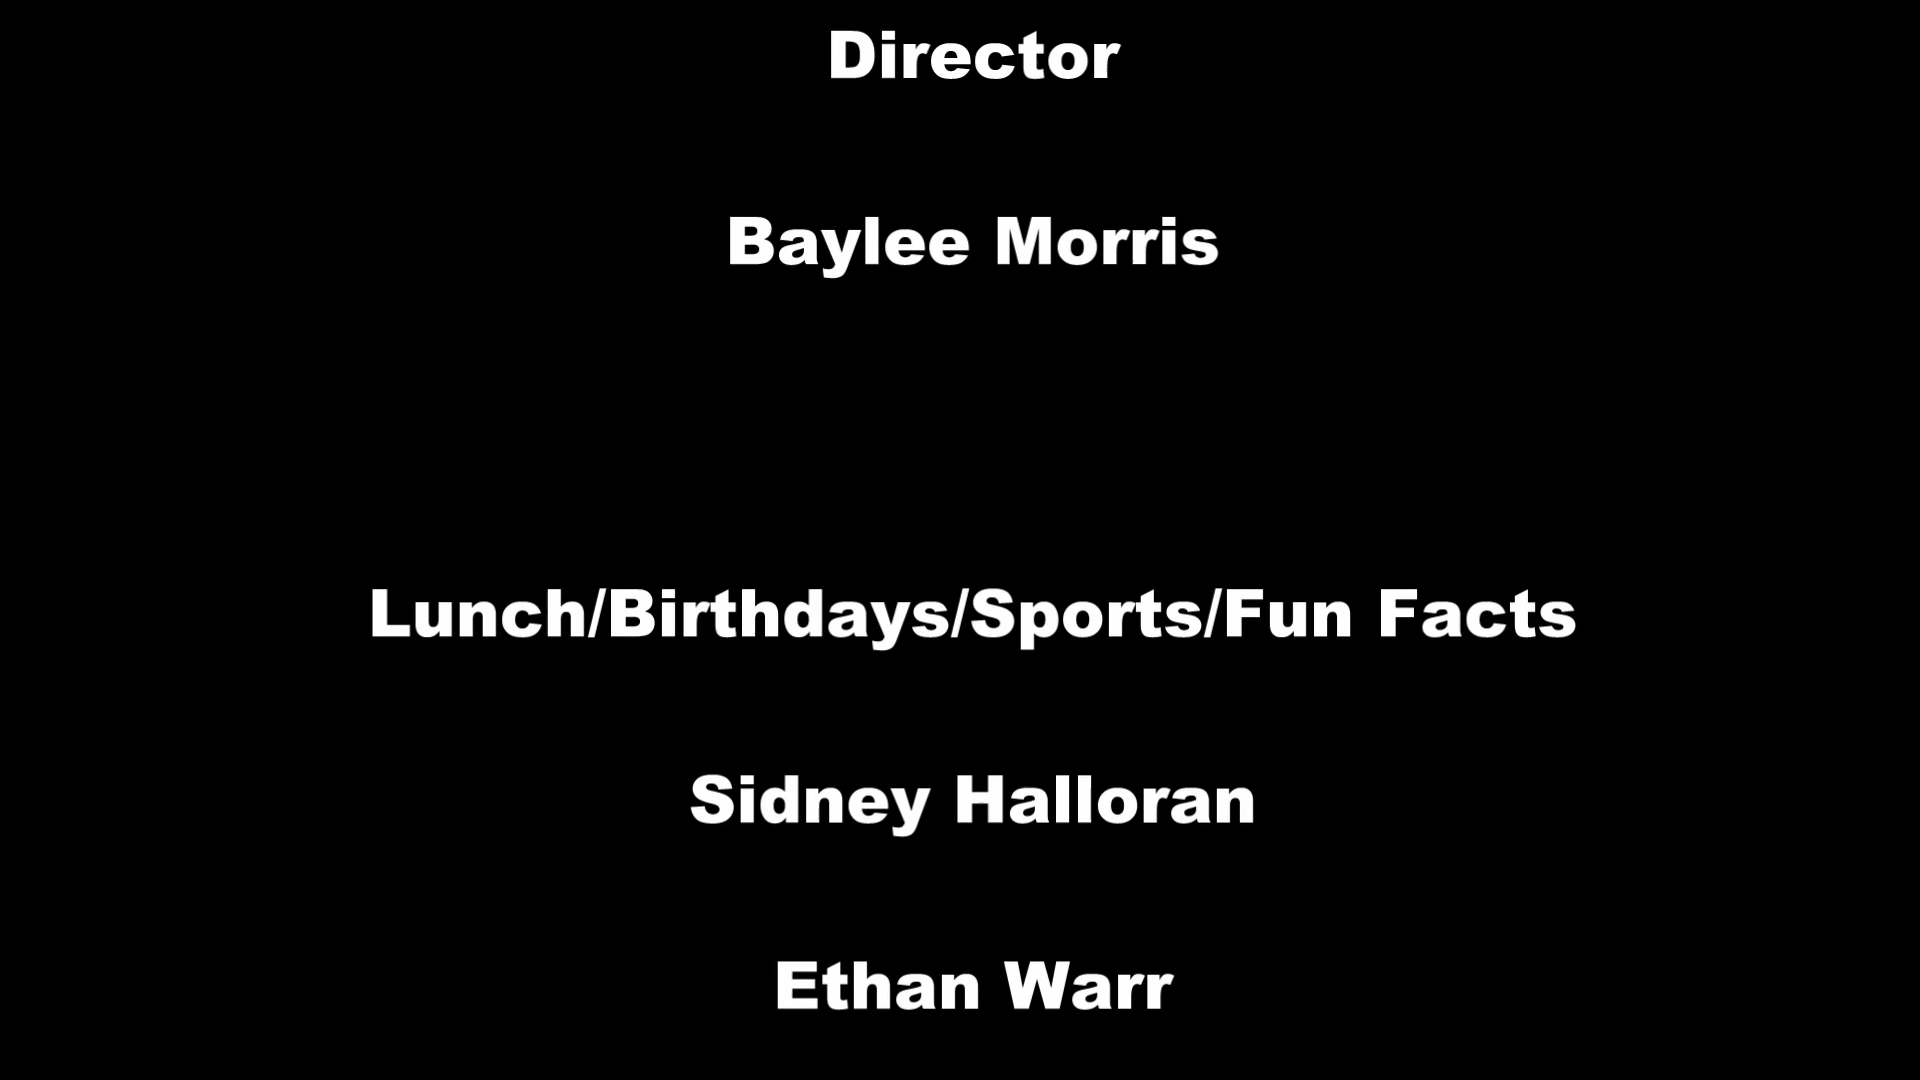 Director
Baylee Morris
Lunch/Birthdays/Sports/Fun Facts
Sidney Halloran
Ethan Warr